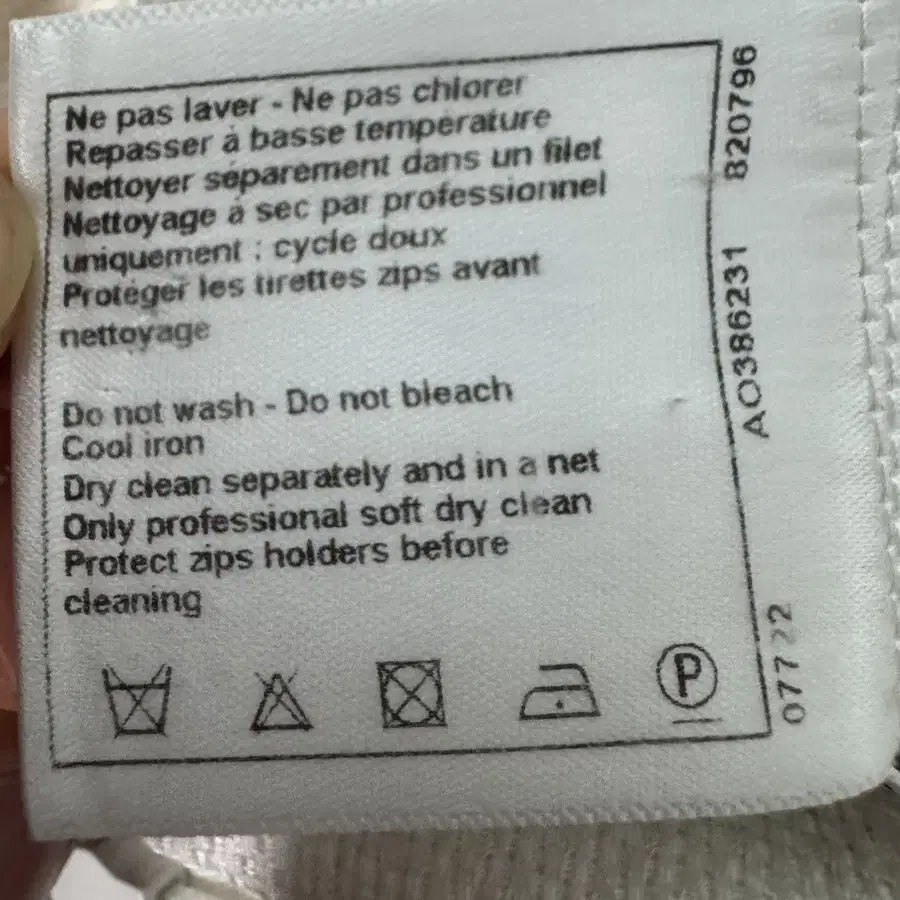 Ne pas laver - Ne pas chlorer
Repasser à basse temperature
Nettoyer séparement dans un filet
Nettoyage à sec par professionnel
uniquement : cycle doux
Protéger les tirettes zips avant
nettoyage
Do not wash - Do not bleach
Cool iron
Dry clean separately and in a net
Only professional soft dry clean
Protect zips holders before
cleaning
P
07722 AO386231 820796